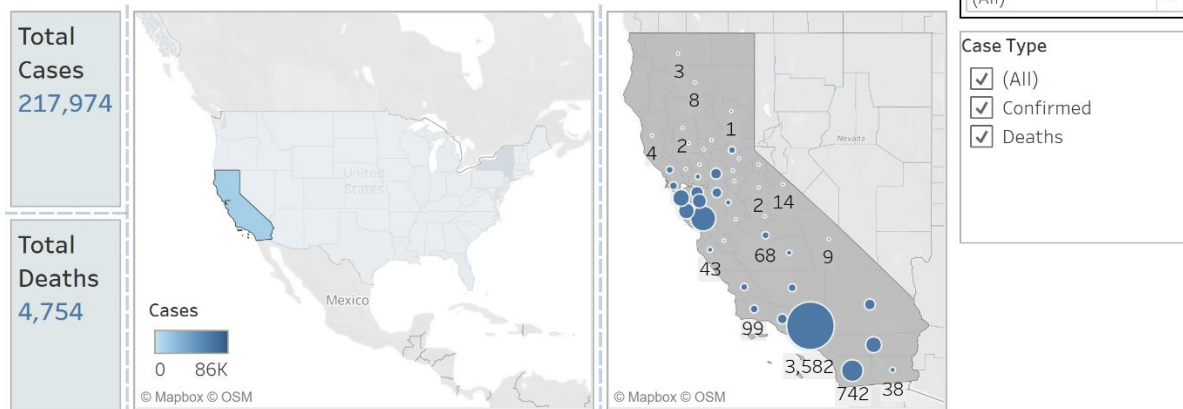 Total
Cases
217,974
Total
Deaths
4,754
United
States
Mexico
Cases
0 86K
© Mapbox © OSM
3
8
1
4
2
Nevada
2
14
43
68
9
99
3,582
742
38
© Mapbox © OSM
(All)
Case Type
(All)
Confirmed
Deaths